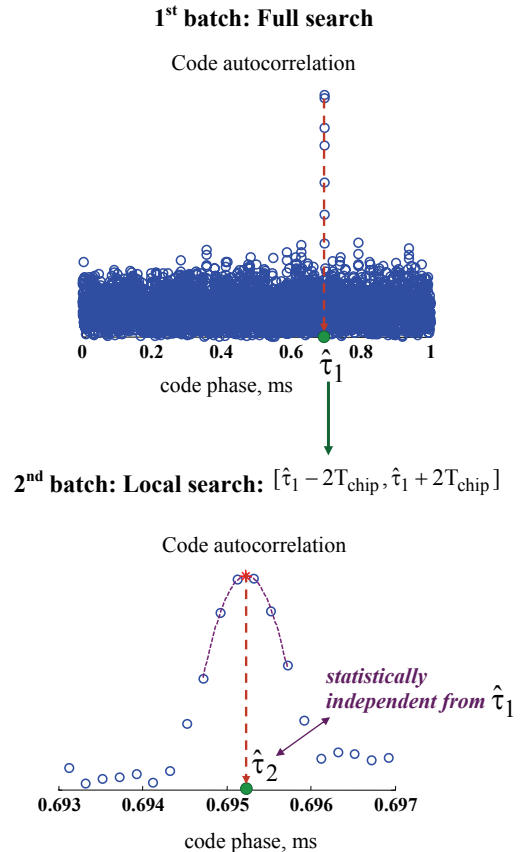 1st batch: Full search
Code autocorrelation
0 0.2 0.4 0.6 0.8 1
τ̂1
code phase, ms
2nd batch: Local search: [τ̂1 − 2Tchip, τ̂1 + 2Tchip]
Code autocorrelation
statistically
independent from τ̂1
τ̂2
0.693 0.694 0.695 0.696 0.697
code phase, ms